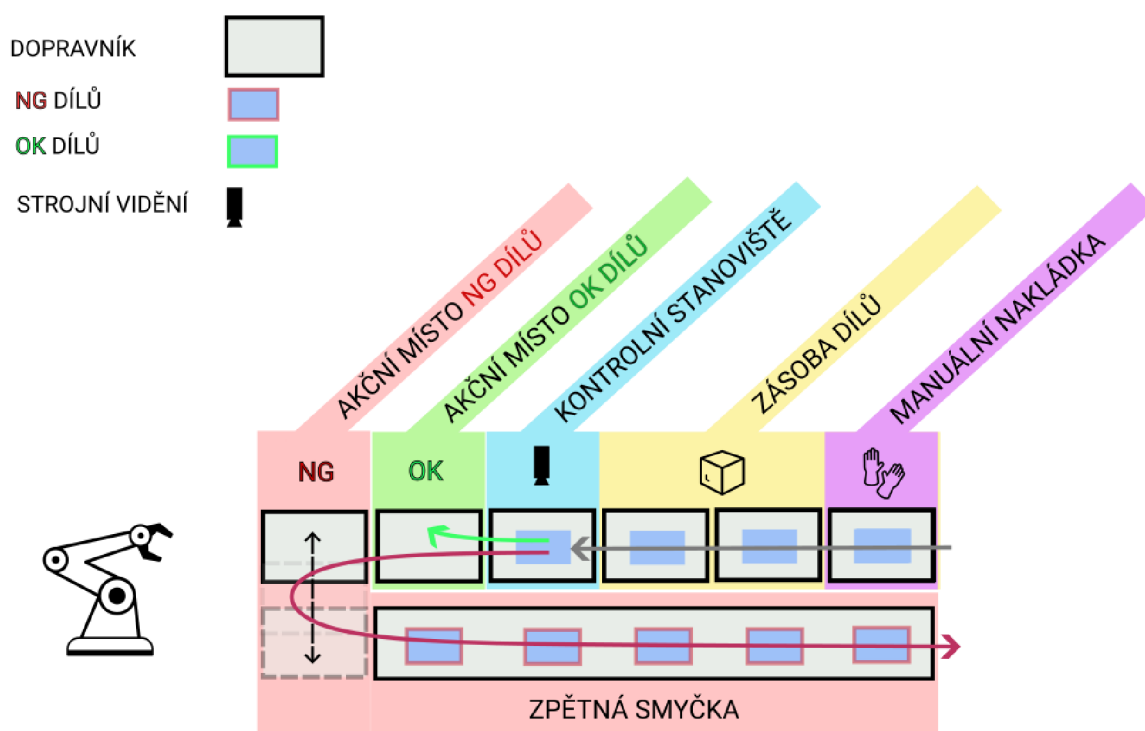 DOPRAVNÍK
NG DÍLŮ
OK DÍLŮ
STROJNÍ VIDĚNÍ
AKČNÍ MÍSTO NG DÍLŮ
AKČNÍ MÍSTO OK DÍLŮ
KONTROLNÍ STANOVIŠTĚ
ZÁSOBA DÍLŮ
MANUÁLNÍ NAKLÁDKA
NG
OK
ZPĚTNÁ SMYČKA